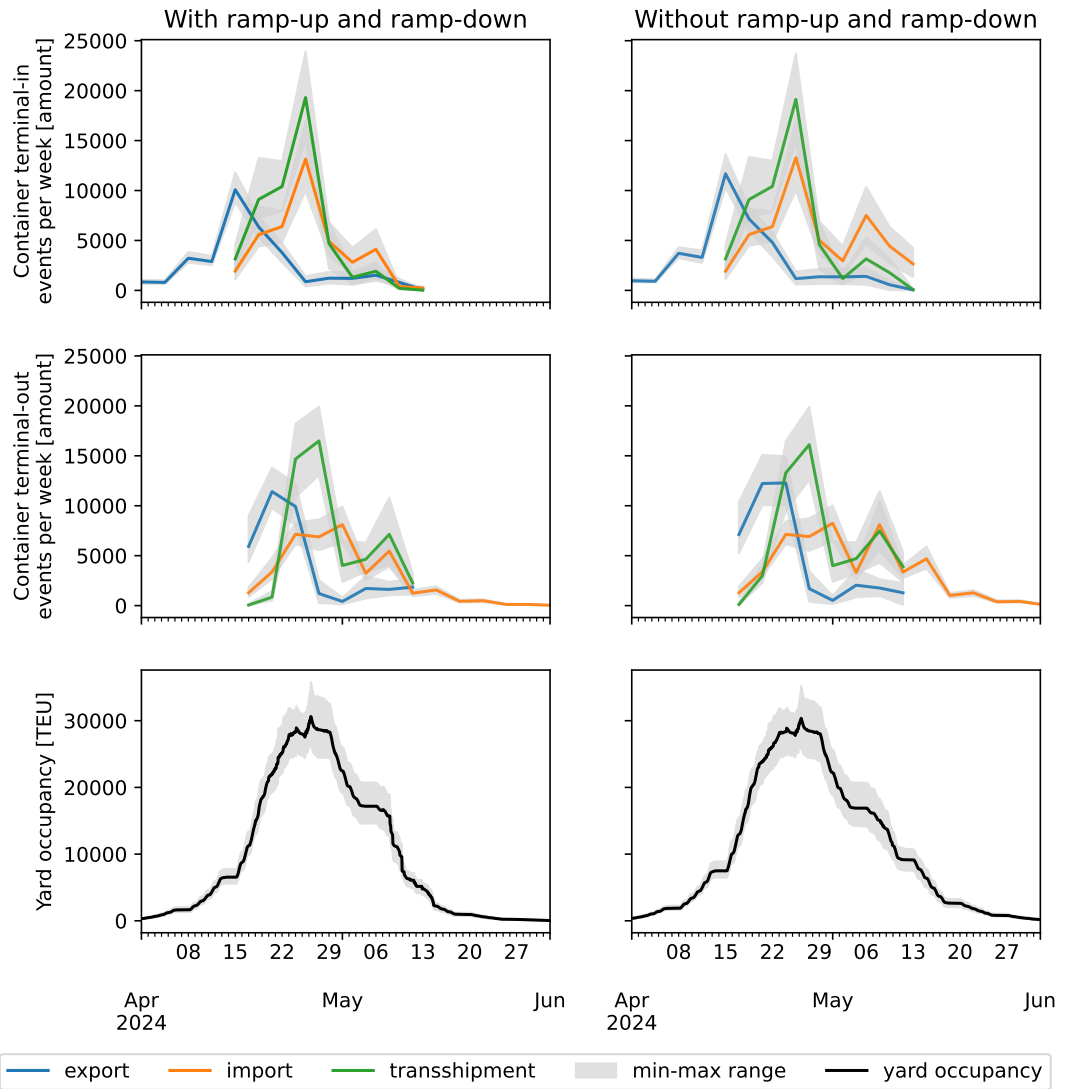 With ramp-up and ramp-down
Without ramp-up and ramp-down
Container terminal-in
events per week [amount]
25000
20000
15000
10000
5000
0
Container terminal-out
events per week [amount]
25000
20000
15000
10000
5000
0
Yard occupancy [TEU]
30000
20000
10000
0
08 15 22 29 06 13 20 27
08 15 22 29 06 13 20 27
Apr May Jun
2024
Apr May Jun
2024
export import transshipment min-max range yard occupancy